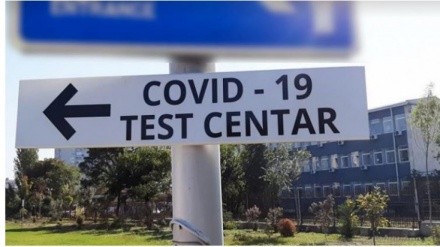 ENTRANCE
COVID - 19
TEST CENTAR